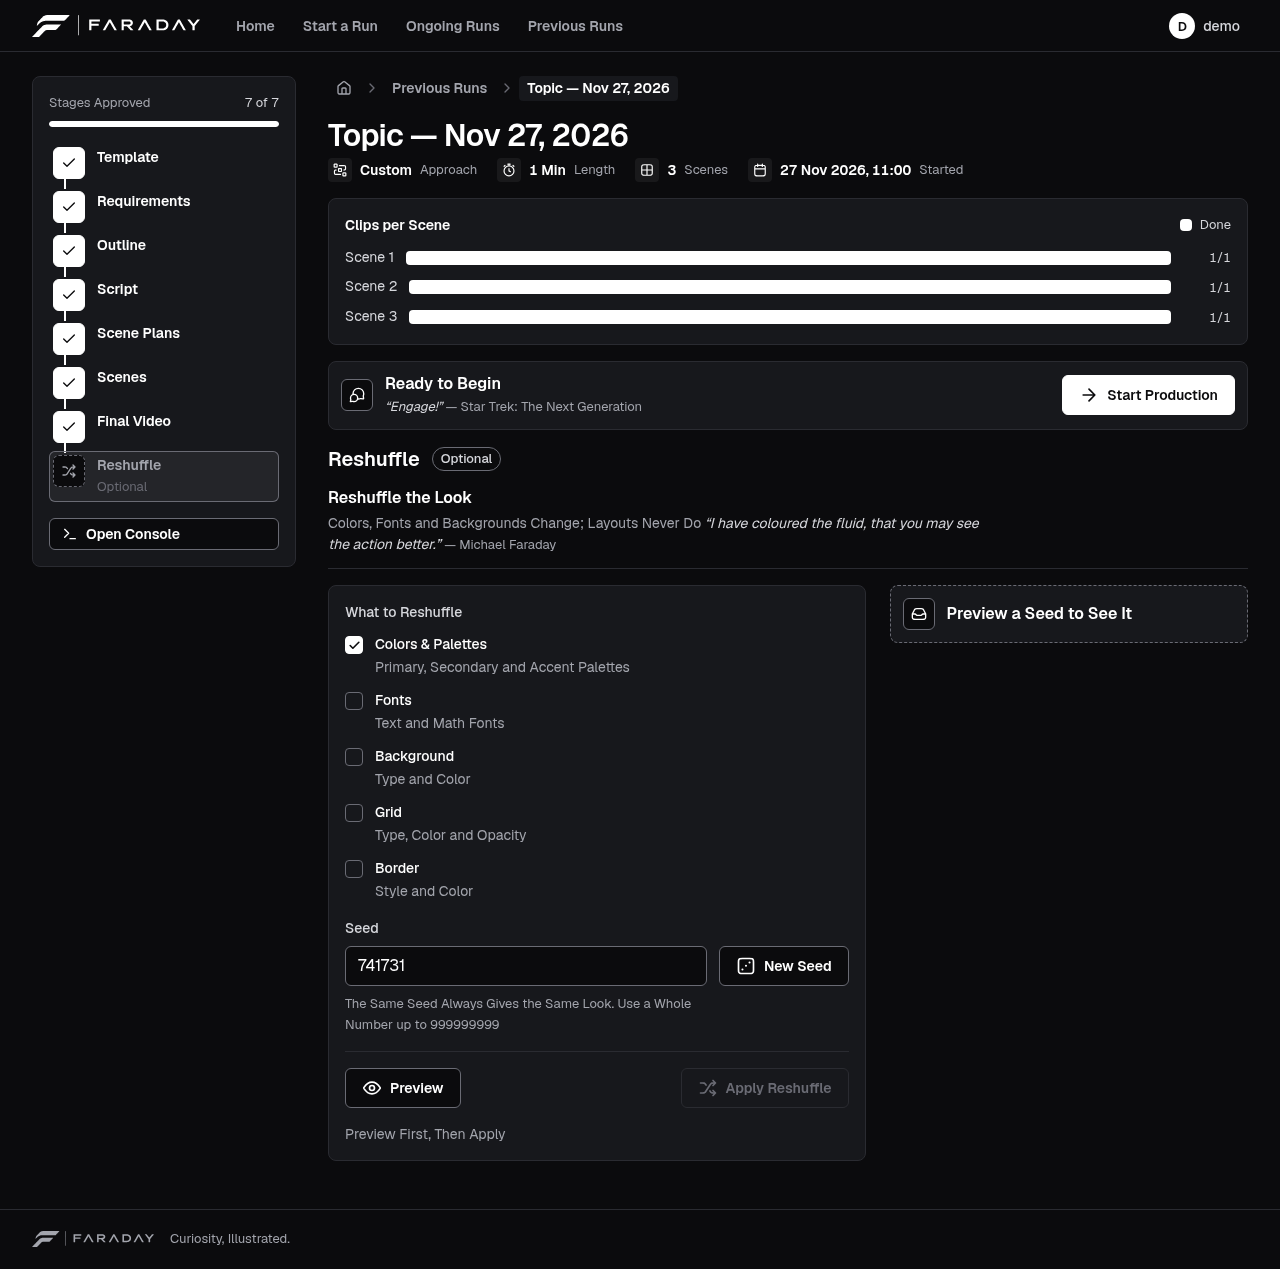 FARADAY
Home
Start a Run
Ongoing Runs
Previous Runs
D
demo
Stages Approved
7 of 7
Template
Requirements
Outline
Script
Scene Plans
Scenes
Final Video
Reshuffle
Optional
Open Console
Previous Runs
Topic — Nov 27, 2026
Topic — Nov 27, 2026
Custom Approach
1 Min Length
3 Scenes
27 Nov 2026, 11:00 Started
Clips per Scene
Done
Scene 1
1/1
Scene 2
1/1
Scene 3
1/1
Ready to Begin
“Engage!” — Star Trek: The Next Generation
Start Production
Reshuffle
Optional
Reshuffle the Look
Colors, Fonts and Backgrounds Change; Layouts Never Do “I have coloured the fluid, that you may see
the action better.” — Michael Faraday
What to Reshuffle
Colors & Palettes
Primary, Secondary and Accent Palettes
Fonts
Text and Math Fonts
Background
Type and Color
Grid
Type, Color and Opacity
Border
Style and Color
Seed
741731
New Seed
The Same Seed Always Gives the Same Look. Use a Whole
Number up to 999999999
Preview
Apply Reshuffle
Preview First, Then Apply
Preview a Seed to See It
FARADAY
Curiosity, Illustrated.